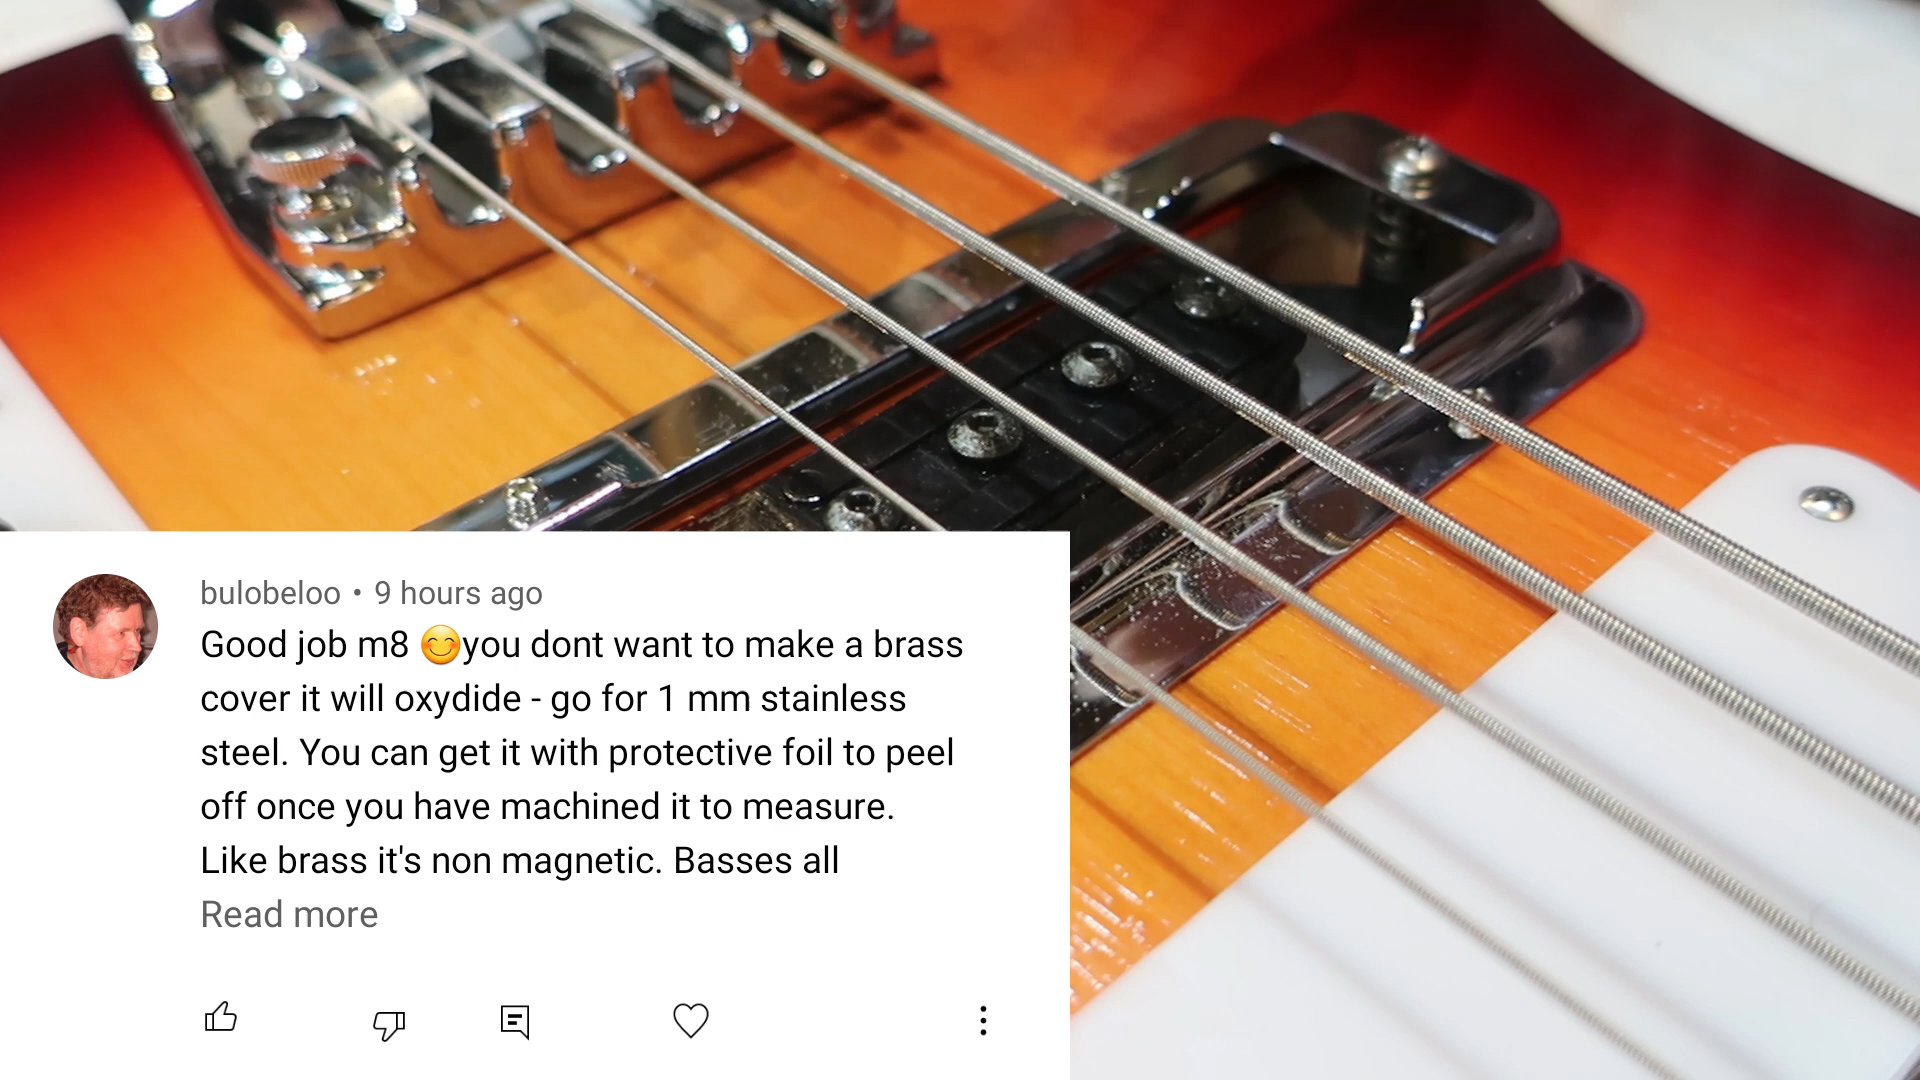 bulobeloo • 9 hours ago
Good job m8 😊you dont want to make a brass
cover it will oxydide - go for 1 mm stainless
steel. You can get it with protective foil to peel
off once you have machined it to measure.
Like brass it's non magnetic. Basses all
Read more